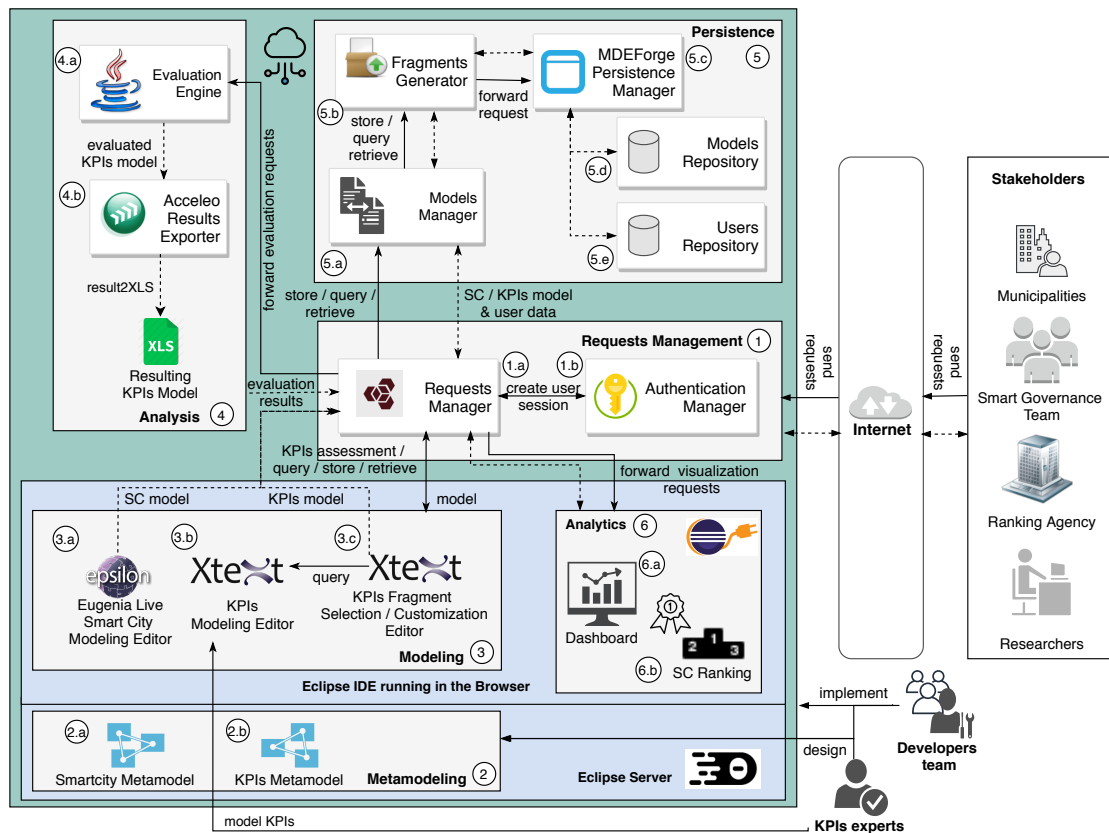 4.a
Evaluation
Engine
evaluated
KPIs model
4.b
Acceleo
Results
Exporter
result2XLS
XLS
Resulting
KPIs Model
Analysis
4
forward evaluation requests
Persistence
5
Fragments
Generator
5.b
MDEForge
Persistence
Manager
5.c
forward
request
store /
query
retrieve
Models
Manager
5.a
Models
Repository
5.d
Users
Repository
5.e
store / query /
retrieve
SC / KPIs model
& user data
Requests Management
1
1.a
1.b
Requests
Manager
create user
session
Authentication
Manager
evaluation
results
KPIs assessment /
query / store / retrieve
forward visualization
requests
SC model
KPIs model
model
3.a
epsilon
Eugenia Live
Smart City
Modeling Editor
3.b
Xtext
KPIs
Modeling Editor
query
3.c
Xtext
KPIs Fragment
Selection / Customization
Editor
Modeling
3
Analytics
6
6.a
Dashboard
1
2 1 3
6.b
SC Ranking
Eclipse IDE running in the Browser
2.a
Smartcity Metamodel
2.b
KPIs Metamodel
Metamodeling
2
Eclipse Server
send
requests
Internet
send
requests
Stakeholders
Municipalities
Smart Governance
Team
Ranking Agency
Researchers
implement
Developers
team
design
KPIs experts
model KPIs